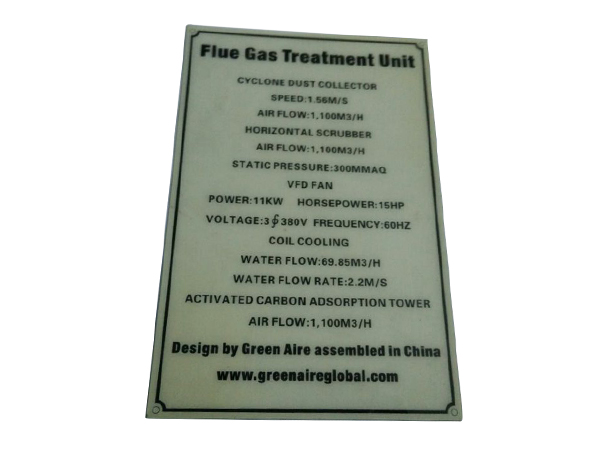 Flue Gas Treatment Unit
CYCLONE DUST COLLECTOR
SPEED:1.56M/S
AIR FLOW:1,100M3/H
HORIZONTAL SCRUBBER
AIR FLOW:1,100M3/H
STATIC PRESSURE:300MMAQ
VFD FAN
POWER:11KW HORSEPOWER:15HP
VOLTAGE:3∮380V FREQUENCY:60HZ
COIL COOLING
WATER FLOW:69.85M3/H
WATER FLOW RATE:2.2M/S
ACTIVATED CARBON ADSORPTION TOWER
AIR FLOW:1,100M3/H
Design by Green Aire assembled in China
www.greenaireglobal.com